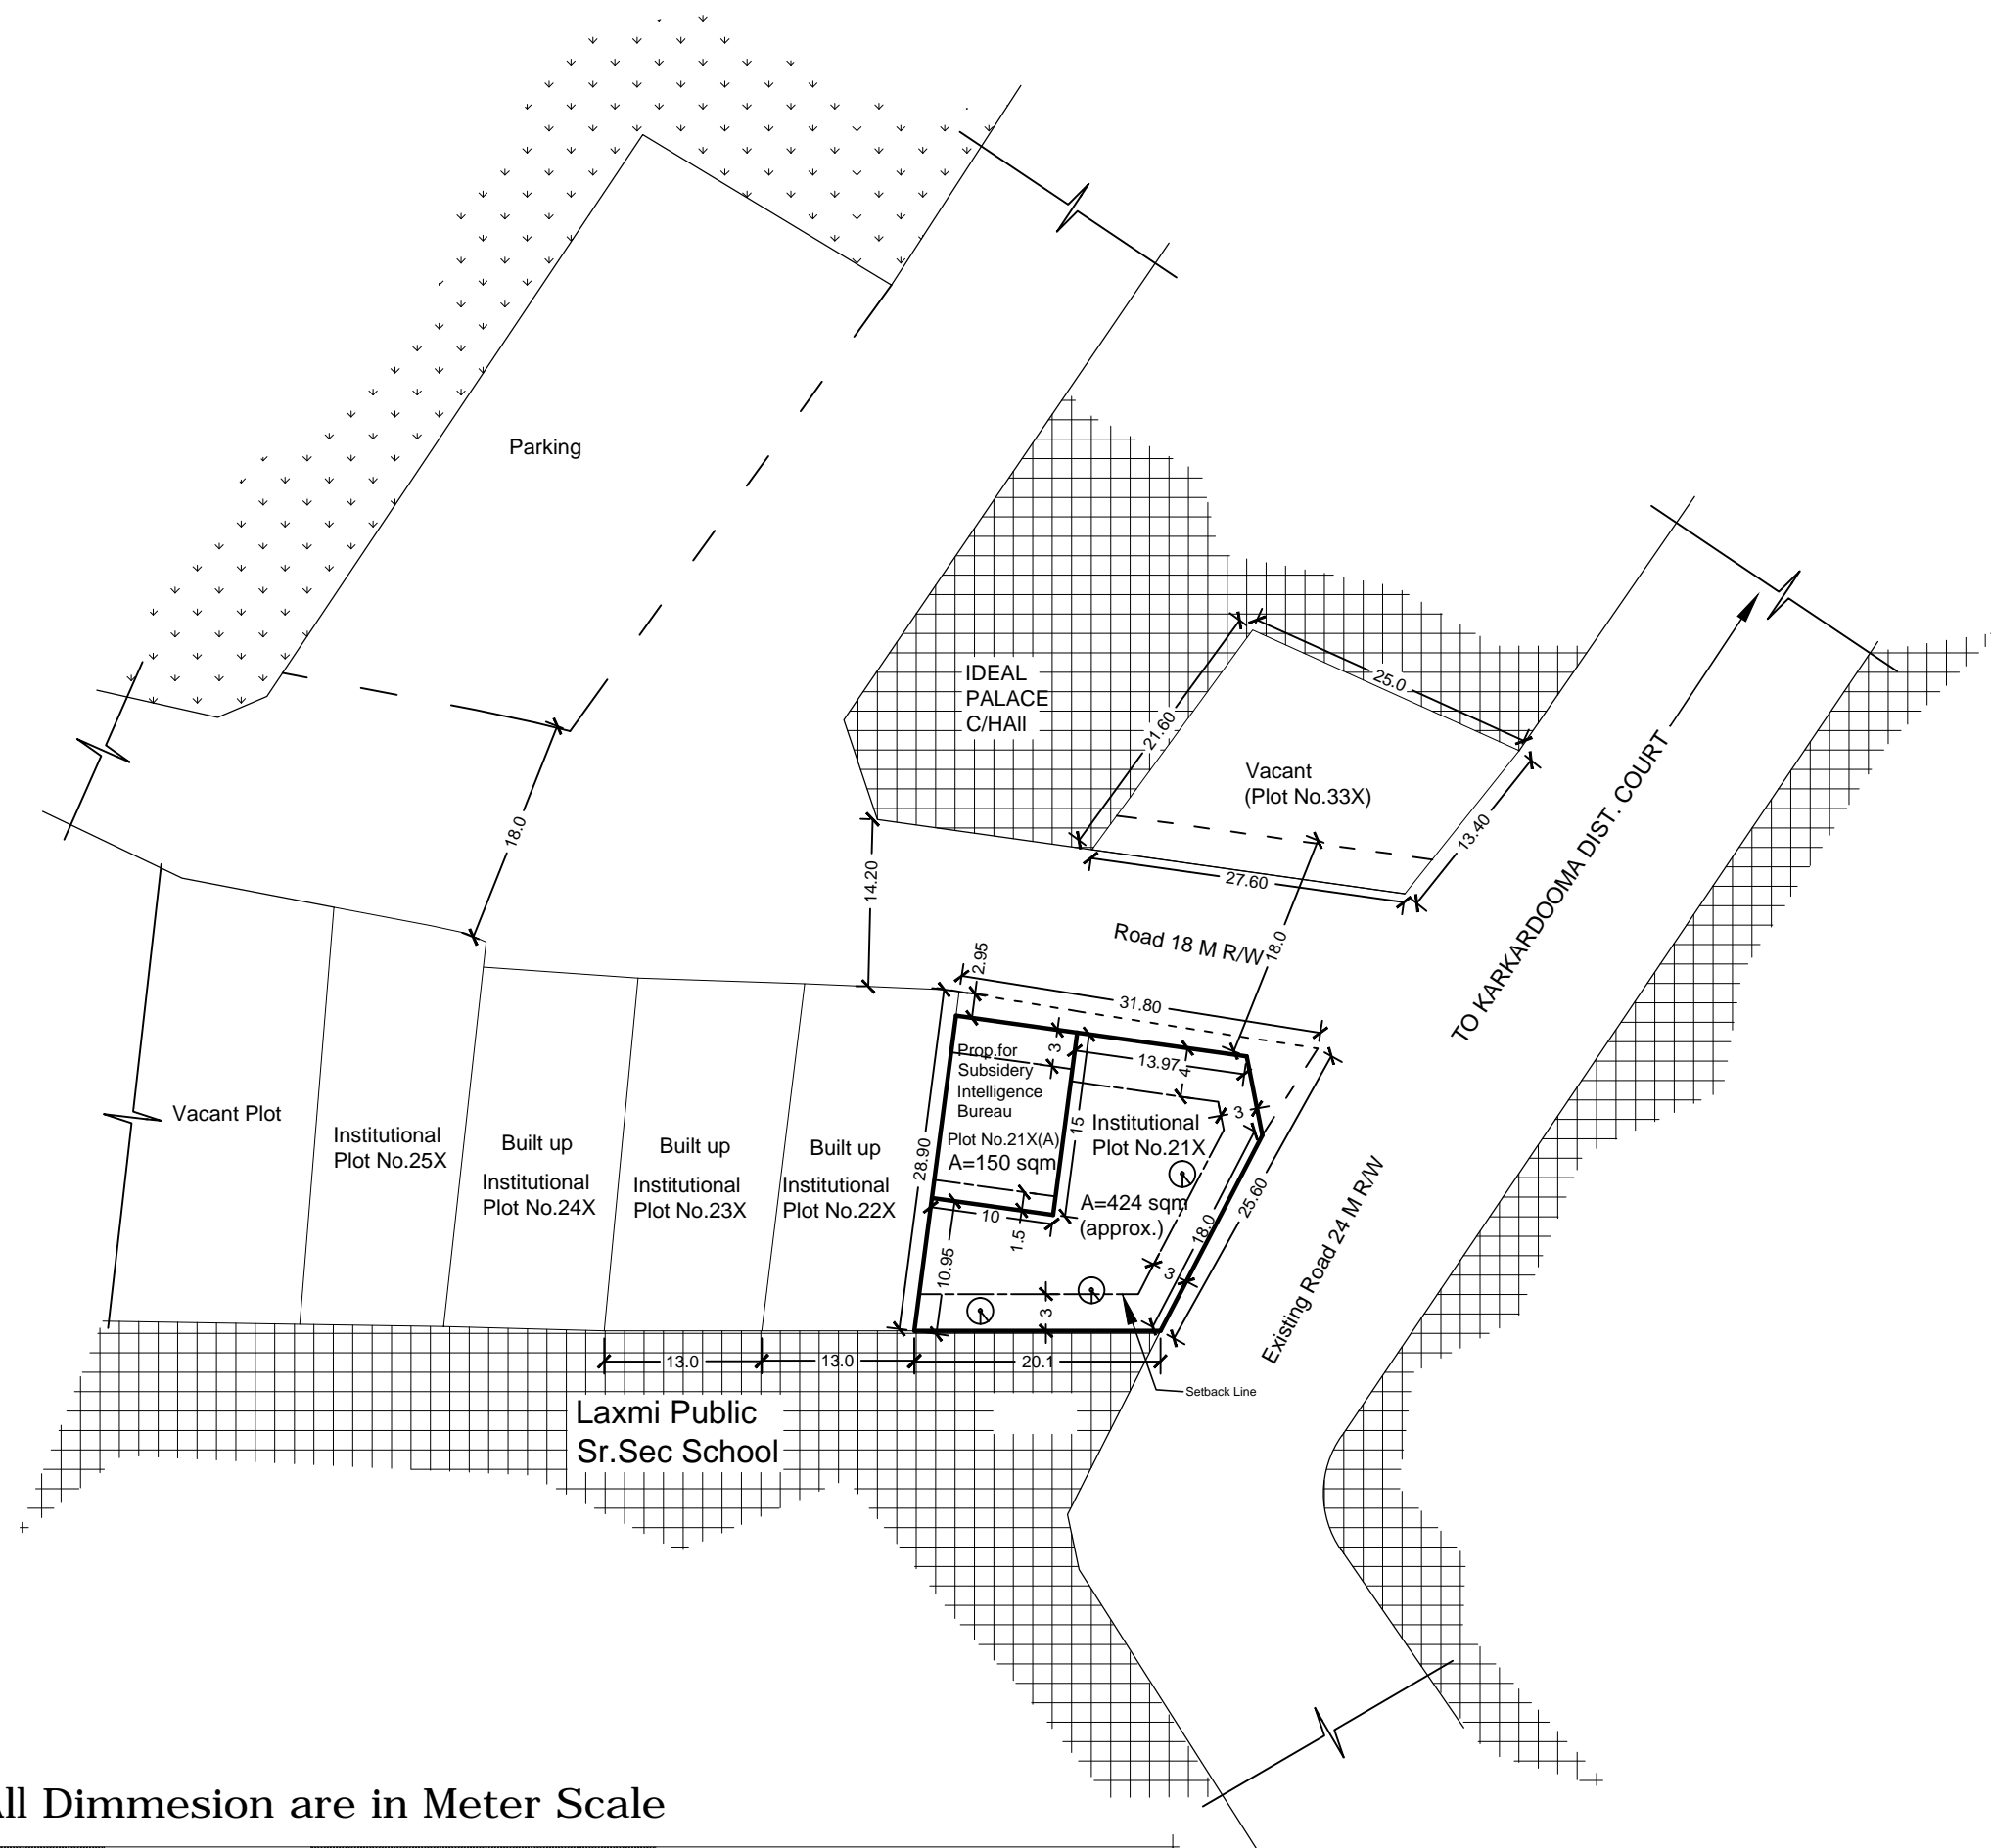 Parking
IDEAL
PALACE
C/HAll
25.0
21.60
Vacant
(Plot No.33X)
13.40
27.60
TO KARKARDOOMA DIST. COURT
18.0
14.20
Road 18 M R/W
18.0
2.95
31.80
Prop.for
Subsidery
Intelligence
Bureau
Plot No.21X(A)
A=150 sqm
3
13.97
4
3
15
Institutional
Plot No.21X
A=424 sqm
(approx.)
Vacant Plot
Institutional
Plot No.25X
Built up
Institutional
Plot No.24X
Built up
Institutional
Plot No.23X
Built up
Institutional
Plot No.22X
28.90
10
1.5
10.95
18.0
25.60
3
3
Existing Road 24 M R/W
13.0
13.0
20.1
Setback Line
Laxmi Public
Sr.Sec School
All Dimmesion are in Meter Scale